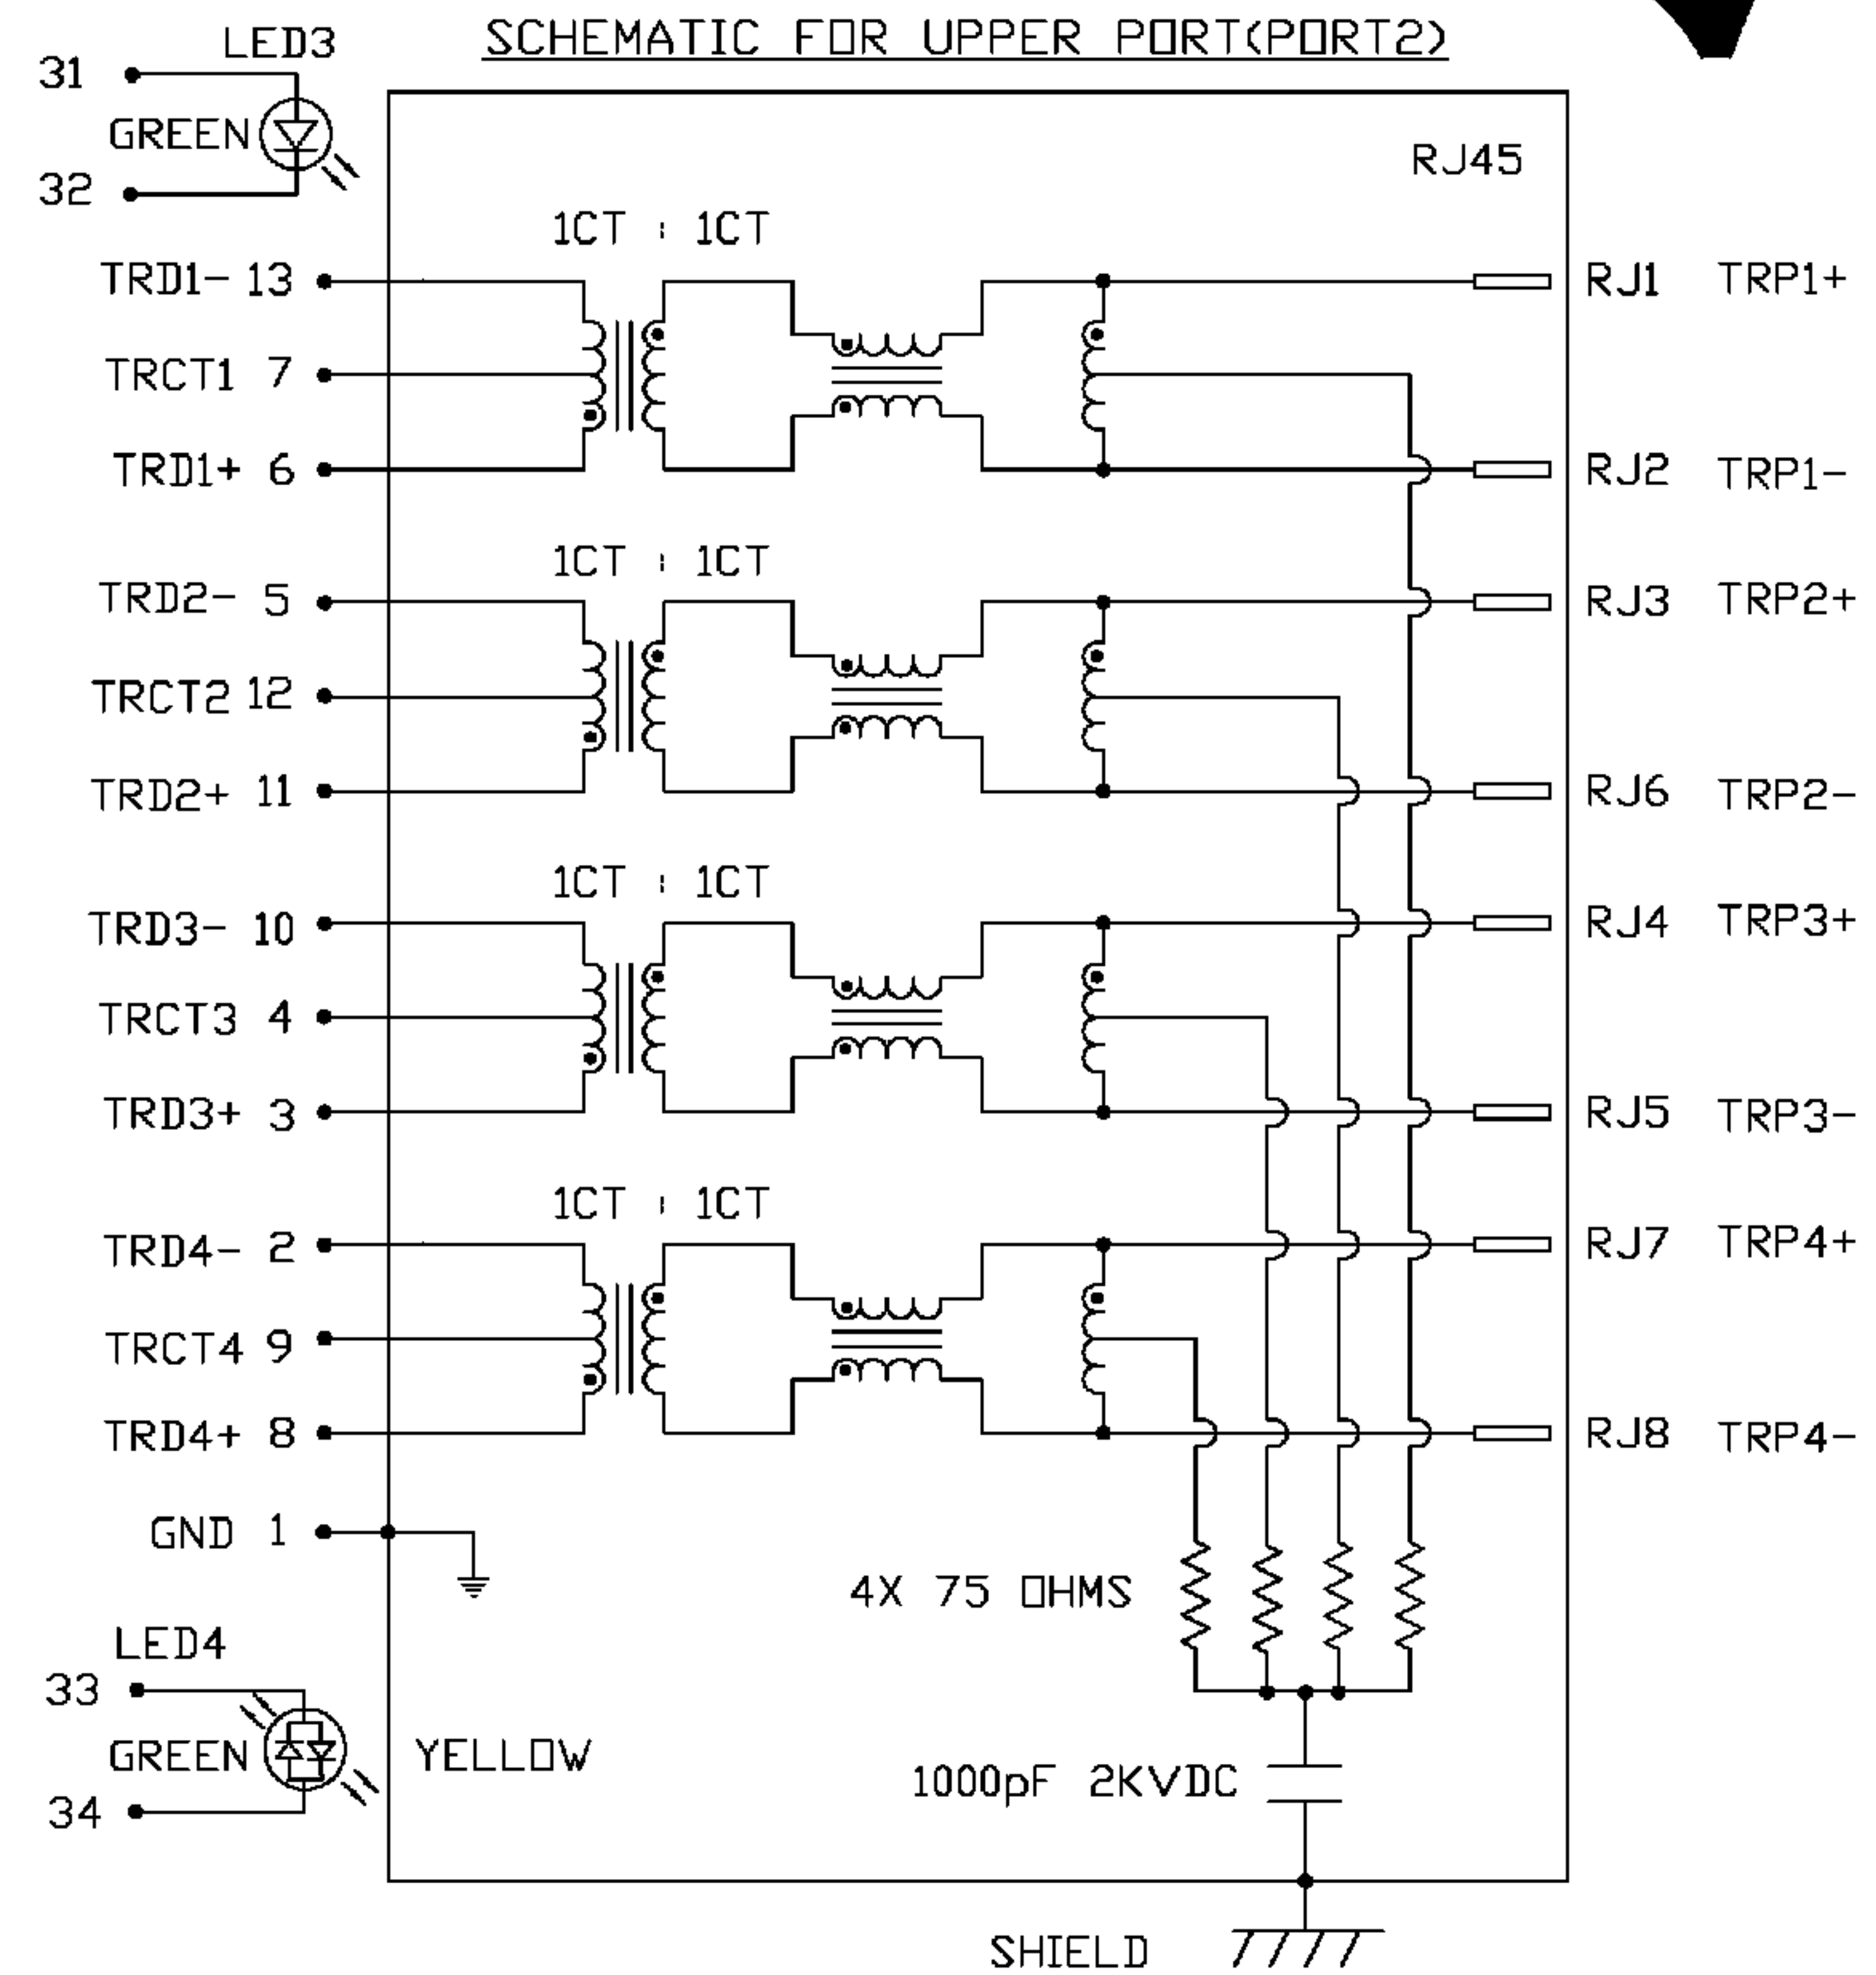 SCHEMATIC FOR UPPER PORT(PORT2)
LED3
31
GREEN
32
RJ45
1CT : 1CT
TRD1- 13
RJ1 TRP1+
TRCT1 7
TRD1+ 6
RJ2 TRP1-
1CT : 1CT
TRD2- 5
RJ3 TRP2+
TRCT2 12
TRD2+ 11
RJ6 TRP2-
1CT : 1CT
TRD3- 10
RJ4 TRP3+
TRCT3 4
TRD3+ 3
RJ5 TRP3-
1CT : 1CT
TRD4- 2
RJ7 TRP4+
TRCT4 9
TRD4+ 8
RJ8 TRP4-
GND 1
4X 75 OHMS
LED4
33
GREEN
YELLOW
34
1000pF 2KVDC
SHIELD